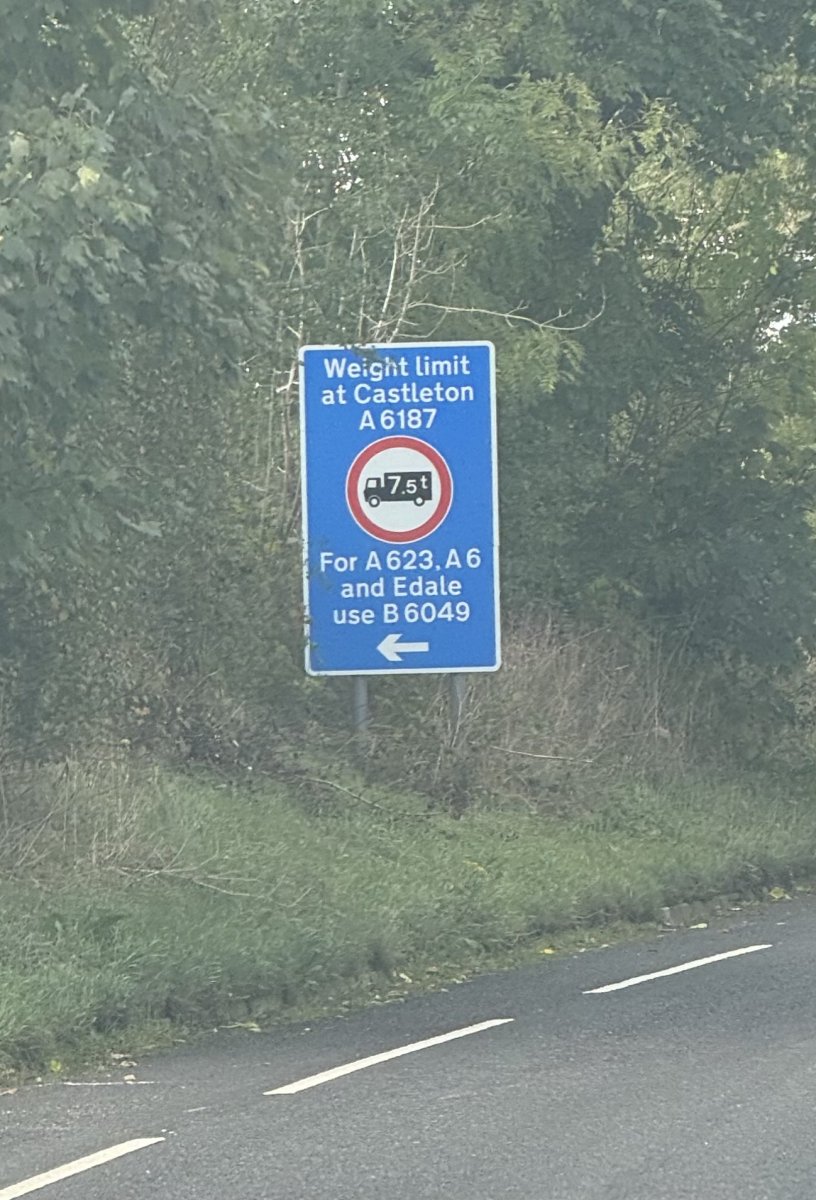 Weight limit
at Castleton
A 6187
7.5t
For A 623, A 6
and Edale
use B 6049